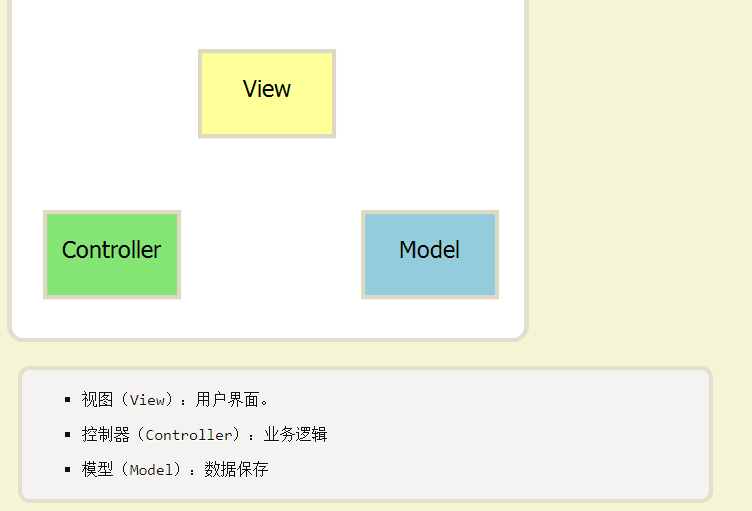 View
Controller
Model
视图（View）：用户界面。
控制器（Controller）：业务逻辑
模型（Model）：数据保存